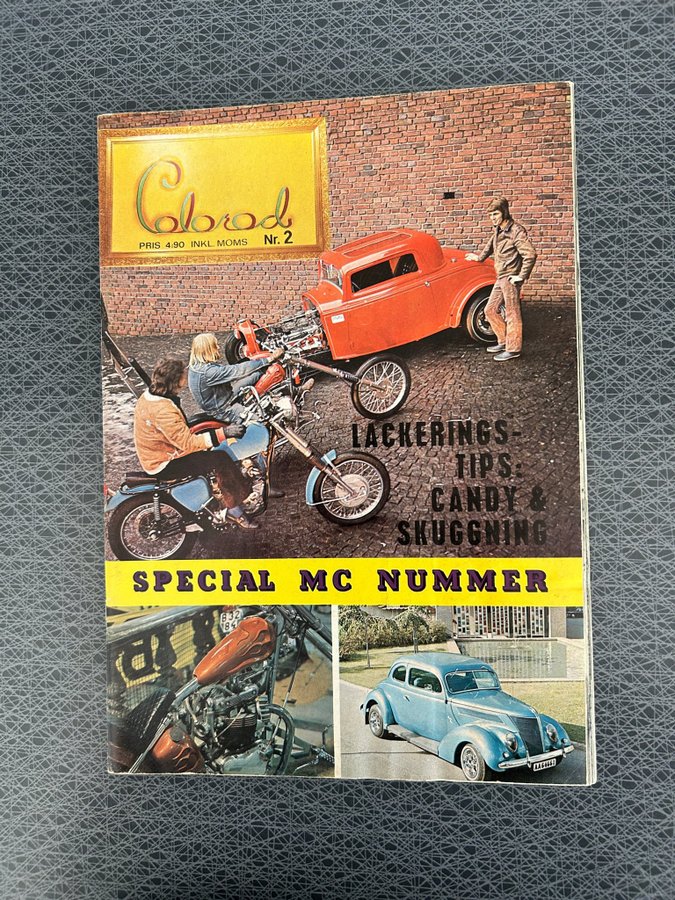 Colorod
PRIS 4:90 INKL. MOMS Nr. 2
LACKERINGS-
TIPS:
CANDY &
SKUGGNING
SPECIAL MC NUMMER